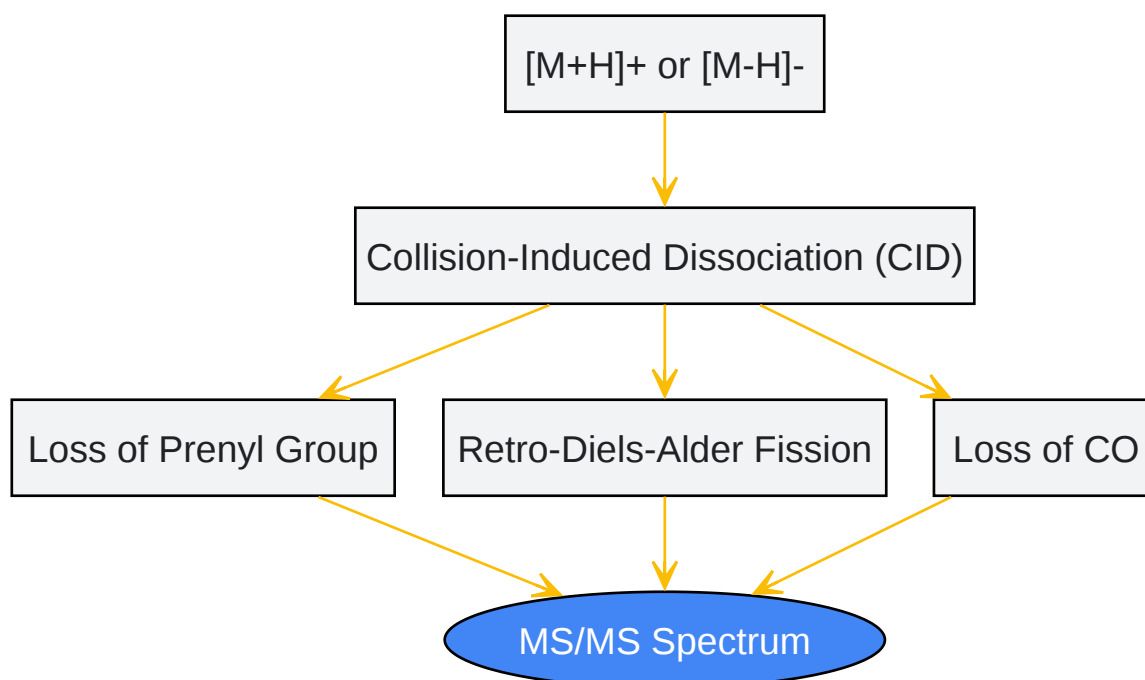 [M+H]+ or [M-H]-
Collision-Induced Dissociation (CID)
Loss of Prenyl Group
Retro-Diels-Alder Fission
Loss of CO
MS/MS Spectrum